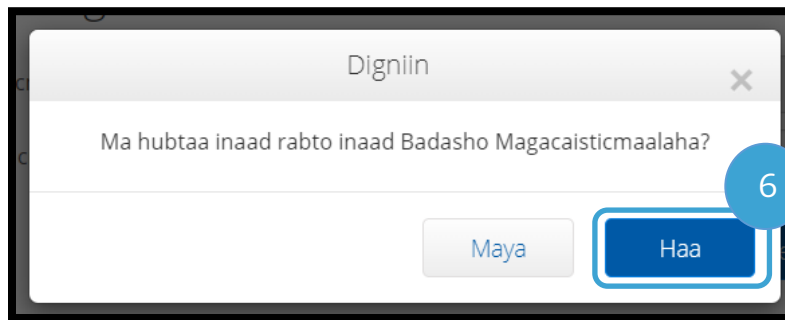 Digniin
×
Ma hubtaa inaad rabto inaad Badasho Magacaisticmaalaha?
6
Maya
Haa